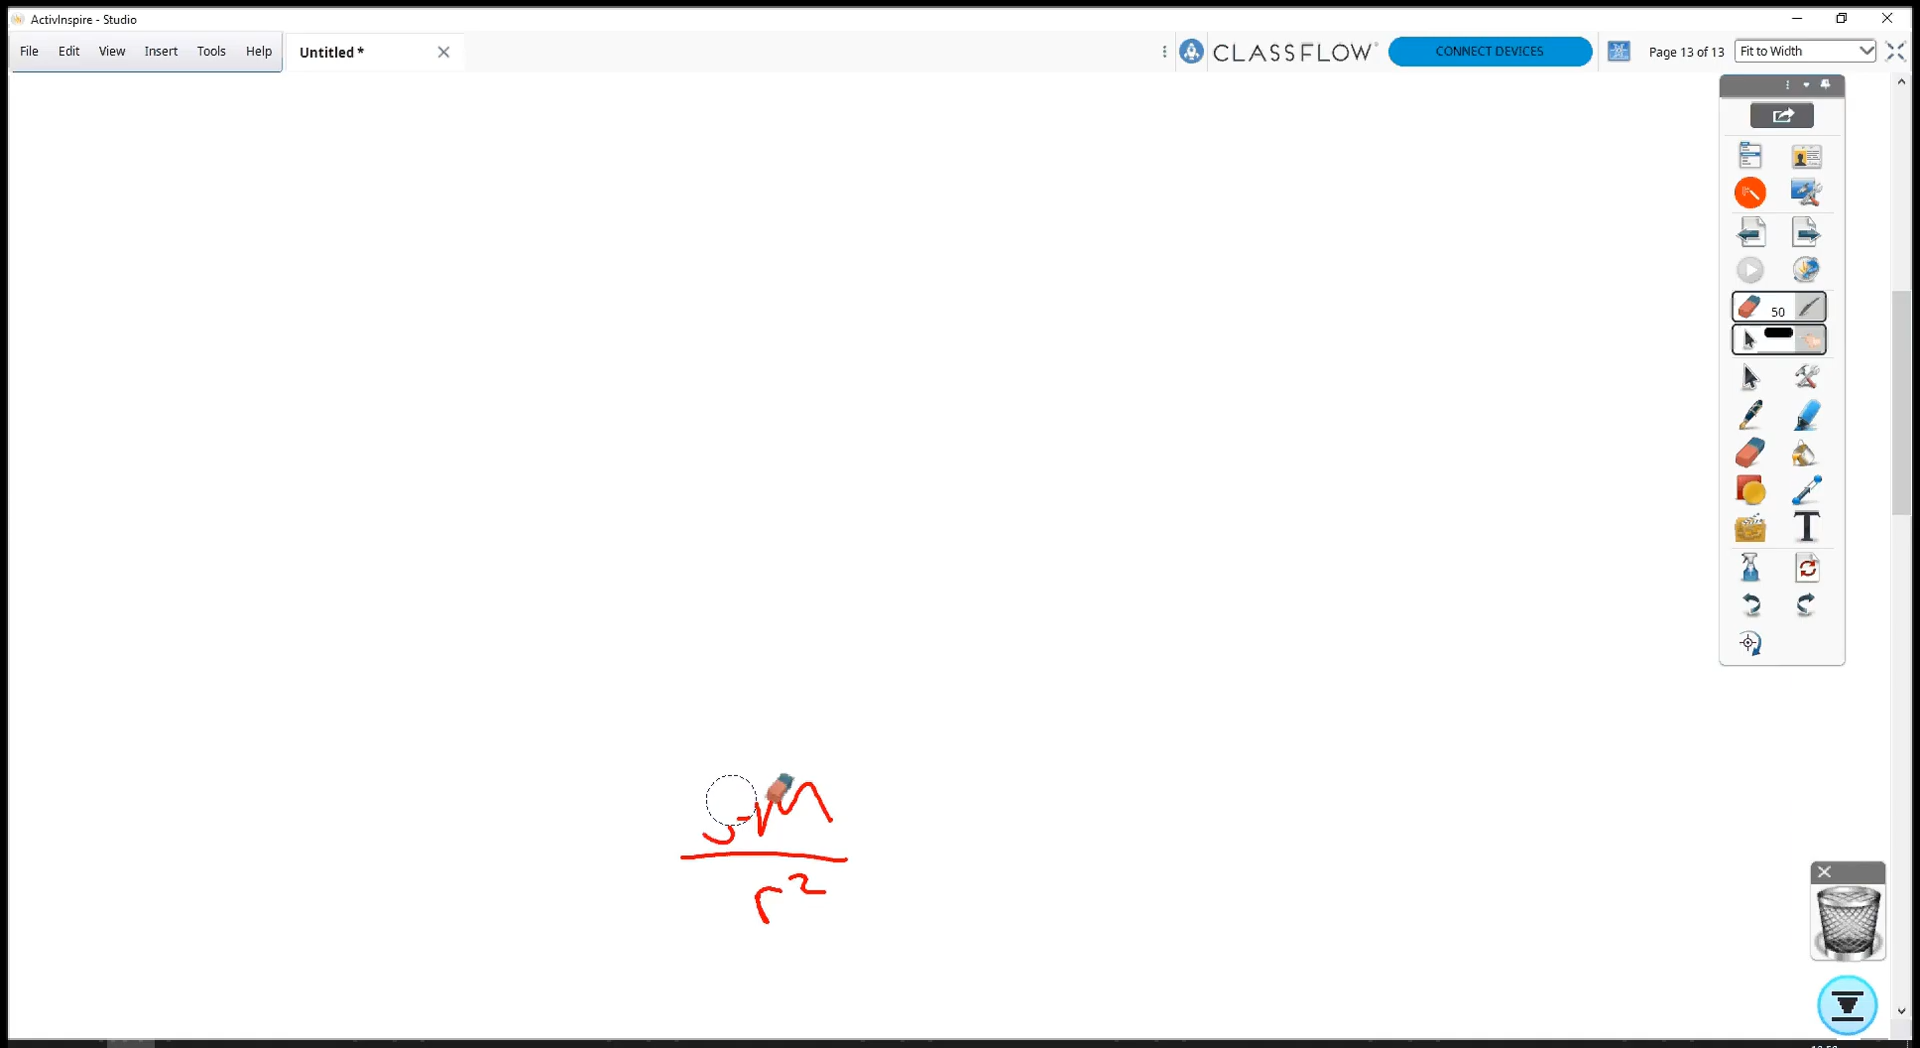 ActivInspire - Studio
File Edit View Insert Tools Help Untitled * CLASSFLOW CONNECT DEVICES Page 13 of 13 Fit to Width
50
T
M
r²